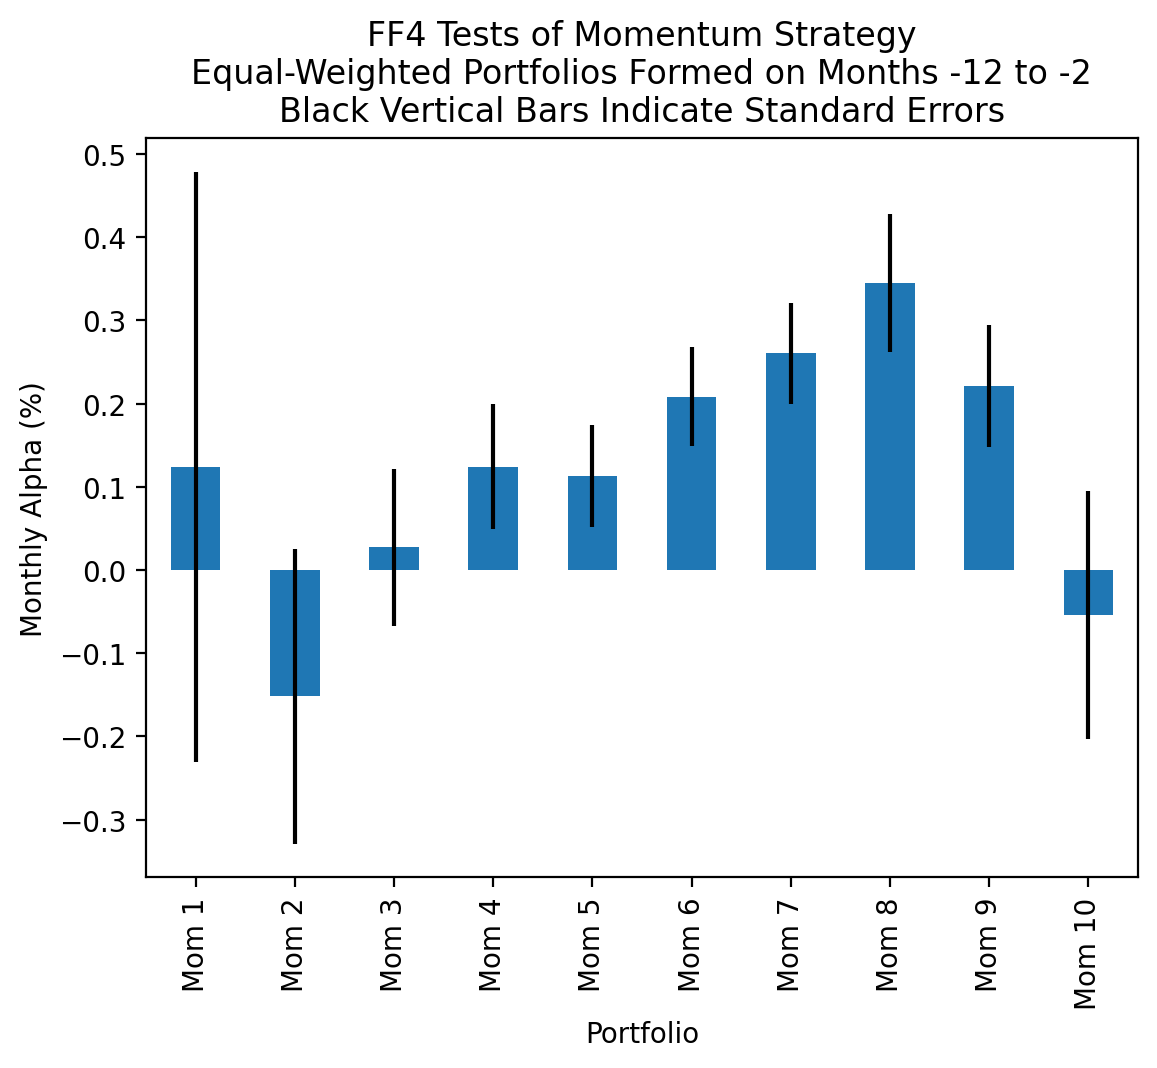 FF4 Tests of Momentum Strategy
Equal-Weighted Portfolios Formed on Months -12 to -2
Black Vertical Bars Indicate Standard Errors
0.5
0.4
0.3
0.2
0.1
0.0
−0.1
−0.2
−0.3
Monthly Alpha (%)
Mom 1
Mom 2
Mom 3
Mom 4
Mom 5
Mom 6
Mom 7
Mom 8
Mom 9
Mom 10
Portfolio